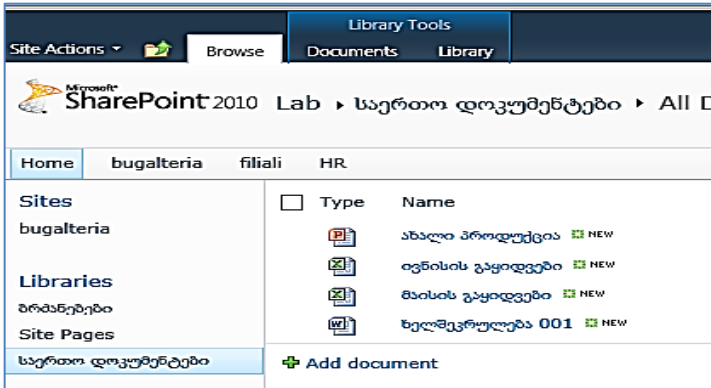 Library Tools
Site Actions Browse Documents Library
Microsoft
SharePoint 2010 Lab ▸ საერთო დოკუმენტები ▸ All D
Home bugalteria filiali HR
Sites
bugalteria
Libraries
ბრძანებები
Site Pages
საერთო დოკუმენტები
Type Name
ახალი პროდუქცია NEW
ივნისის გაყიდვები NEW
მაისის გაყიდვები NEW
ხელშეკრულება 001 NEW
Add document